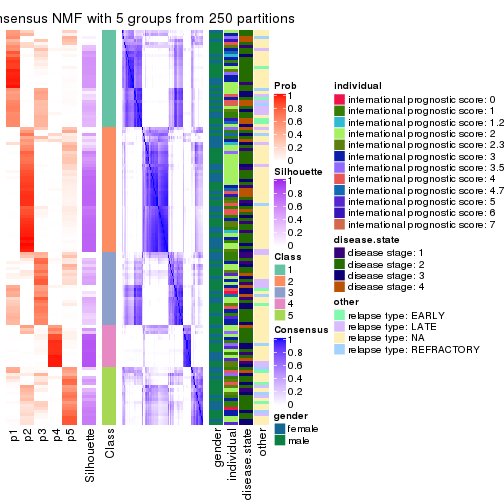 nsensus NMF with 5 groups from 250 partitions
Prob
1
0.8
0.6
0.4
0.2
0
Silhouette
1
0.8
0.6
0.4
0.2
0
Class
1
2
3
4
5
Consensus
1
0.8
0.6
0.4
0.2
0
gender
female
male
individual
international prognostic score: 0
international prognostic score: 1
international prognostic score: 1.2
international prognostic score: 2
international prognostic score: 2.3
international prognostic score: 3
international prognostic score: 3.5
international prognostic score: 4
international prognostic score: 4.7
international prognostic score: 5
international prognostic score: 6
international prognostic score: 7
disease.state
disease stage: 1
disease stage: 2
disease stage: 3
disease stage: 4
other
relapse type: EARLY
relapse type: LATE
relapse type: NA
relapse type: REFRACTORY
p1
p2
p3
p4
p5
Silhouette
Class
gender
individual
disease.state
other